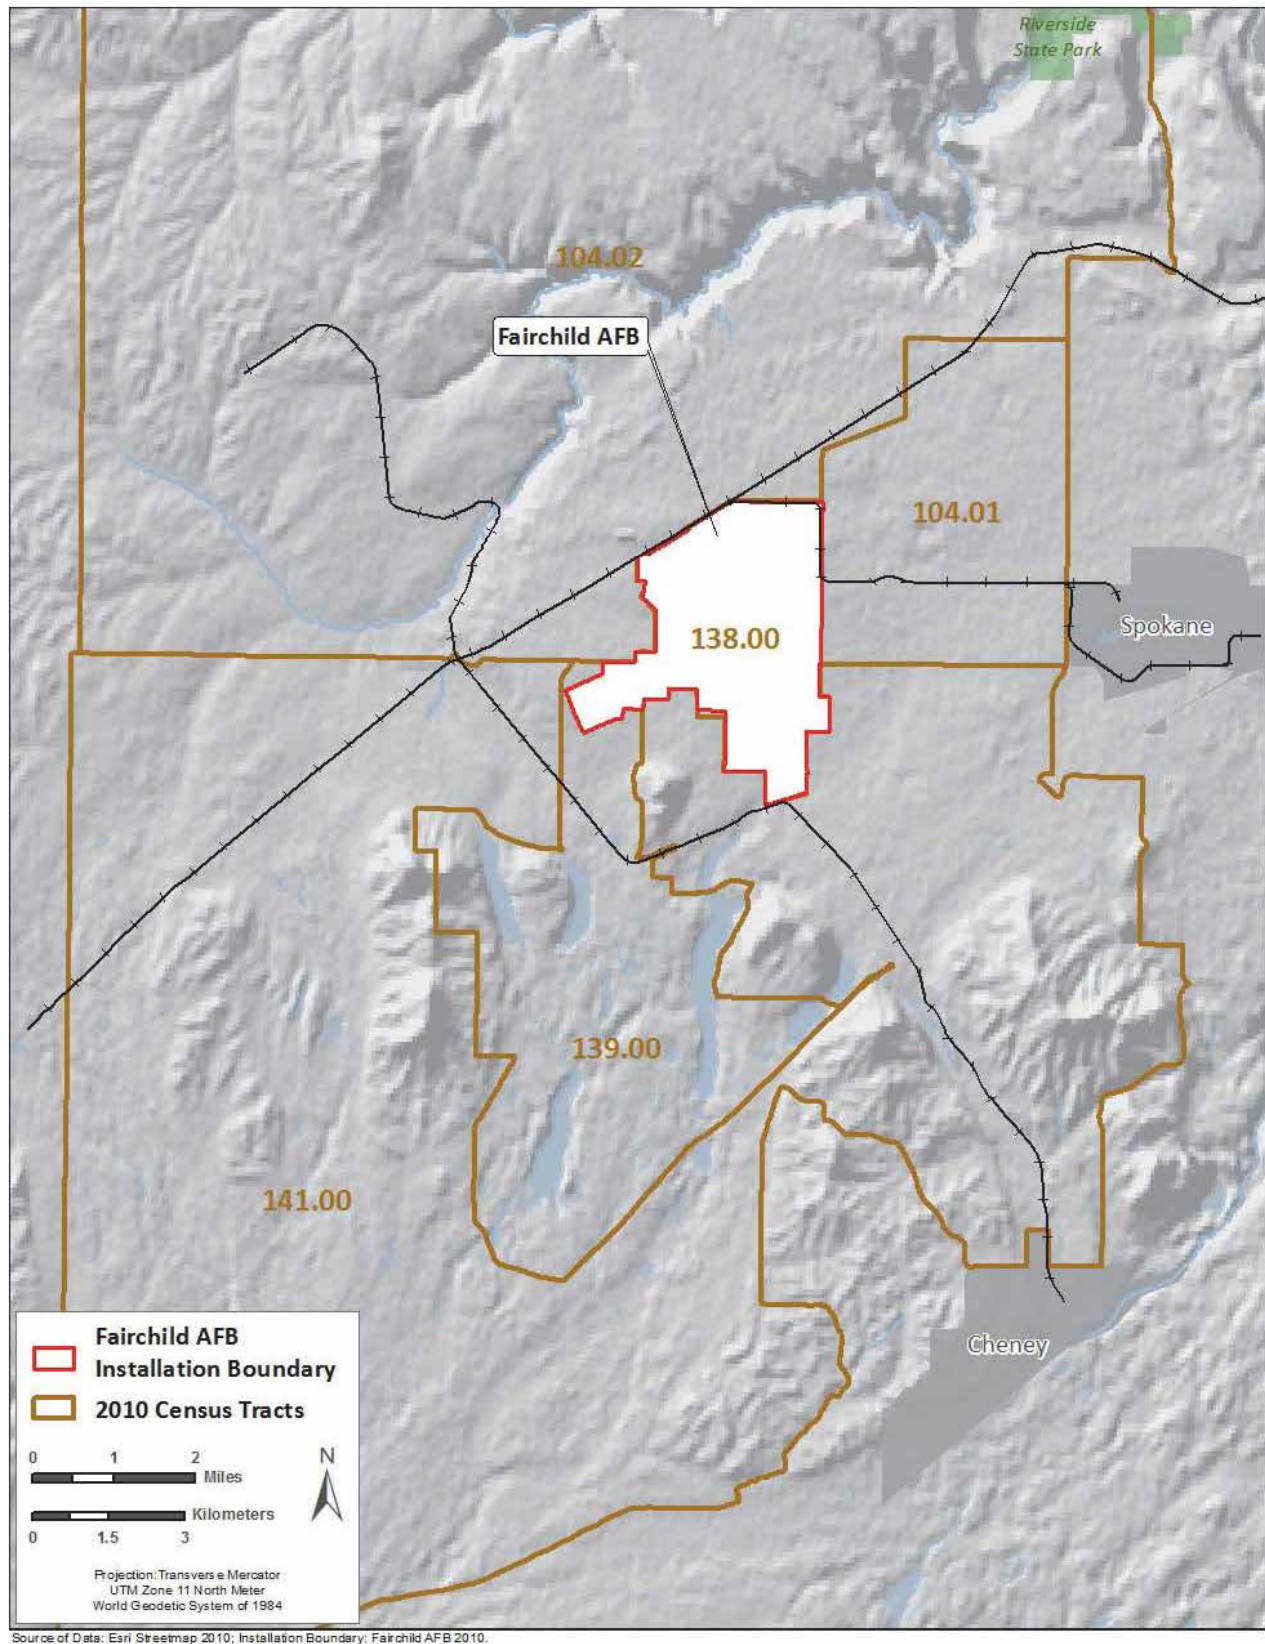 Riverside
State Park
104.02
Fairchild AFB
104.01
Spokane
138.00
139.00
141.00
Cheney
Fairchild AFB
Installation Boundary
2010 Census Tracts
0 1 2
Miles
N
Kilometers
0 1.5 3
Projection: Transverse Mercator
UTM Zone 11 North Meter
World Geodetic System of 1984
Source of Data: Esri Streetmap 2010; Installation Boundary: Fairchild AFB 2010.